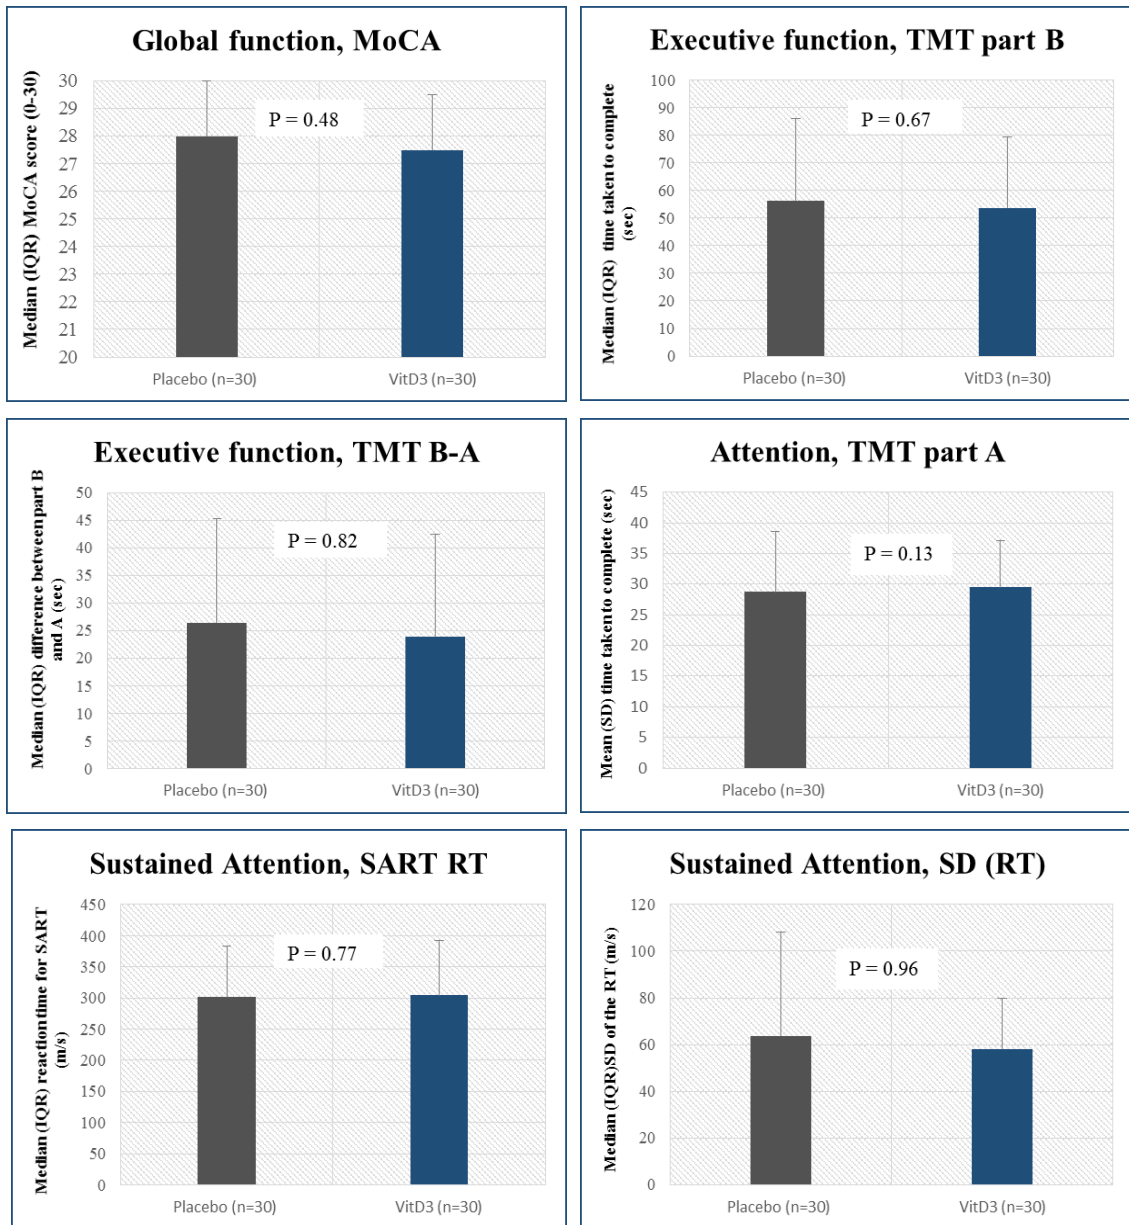 Global function, MoCA
Median (IQR) MoCA score (0-30)
30
29
28
27
26
25
24
23
22
21
20
P = 0.48
Placebo (n=30)
VitD3 (n=30)
Executive function, TMT part B
Median (IQR) time taken to complete
(sec)
100
90
80
70
60
50
40
30
20
10
0
P = 0.67
Placebo (n=30)
VitD3 (n=30)
Executive function, TMT B-A
Median (IQR) difference between part B
and A (sec)
50
45
40
35
30
25
20
15
10
5
0
P = 0.82
Placebo (n=30)
VitD3 (n=30)
Attention, TMT part A
Mean (SD) time taken to complete (sec)
45
40
35
30
25
20
15
10
5
0
P = 0.13
Placebo (n=30)
VitD3 (n=30)
Sustained Attention, SART RT
Median (IQR) reaction time for SART
(m/s)
450
400
350
300
250
200
150
100
50
0
P = 0.77
Placebo (n=30)
VitD3 (n=30)
Sustained Attention, SD (RT)
Median (IQR)SD of the RT (m/s)
120
100
80
60
40
20
0
P = 0.96
Placebo (n=30)
VitD3 (n=30)